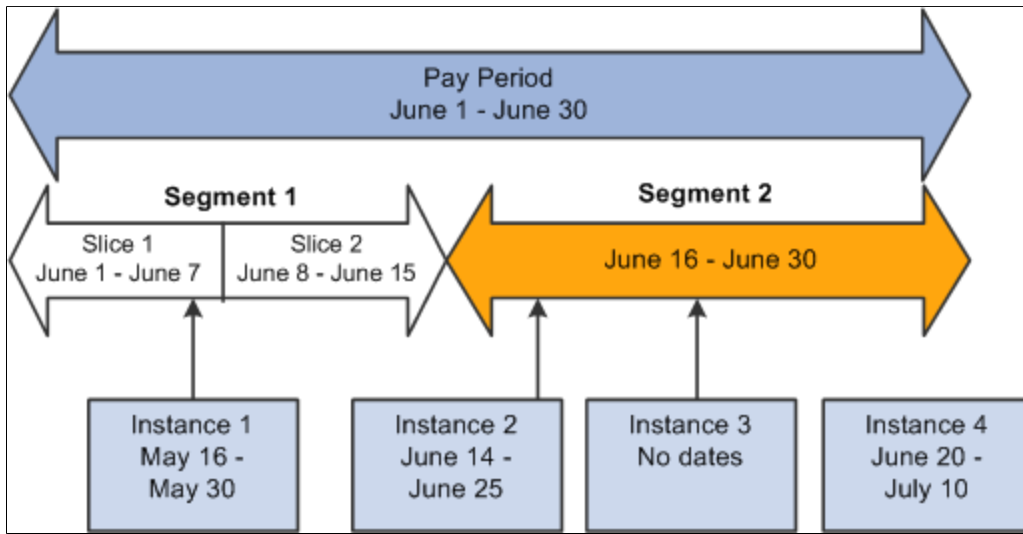 Pay Period
June 1 - June 30
Segment 1
Segment 2
Slice 1
June 1 - June 7
Slice 2
June 8 - June 15
June 16 - June 30
Instance 1
May 16 -
May 30
Instance 2
June 14 -
June 25
Instance 3
No dates
Instance 4
June 20 -
July 10